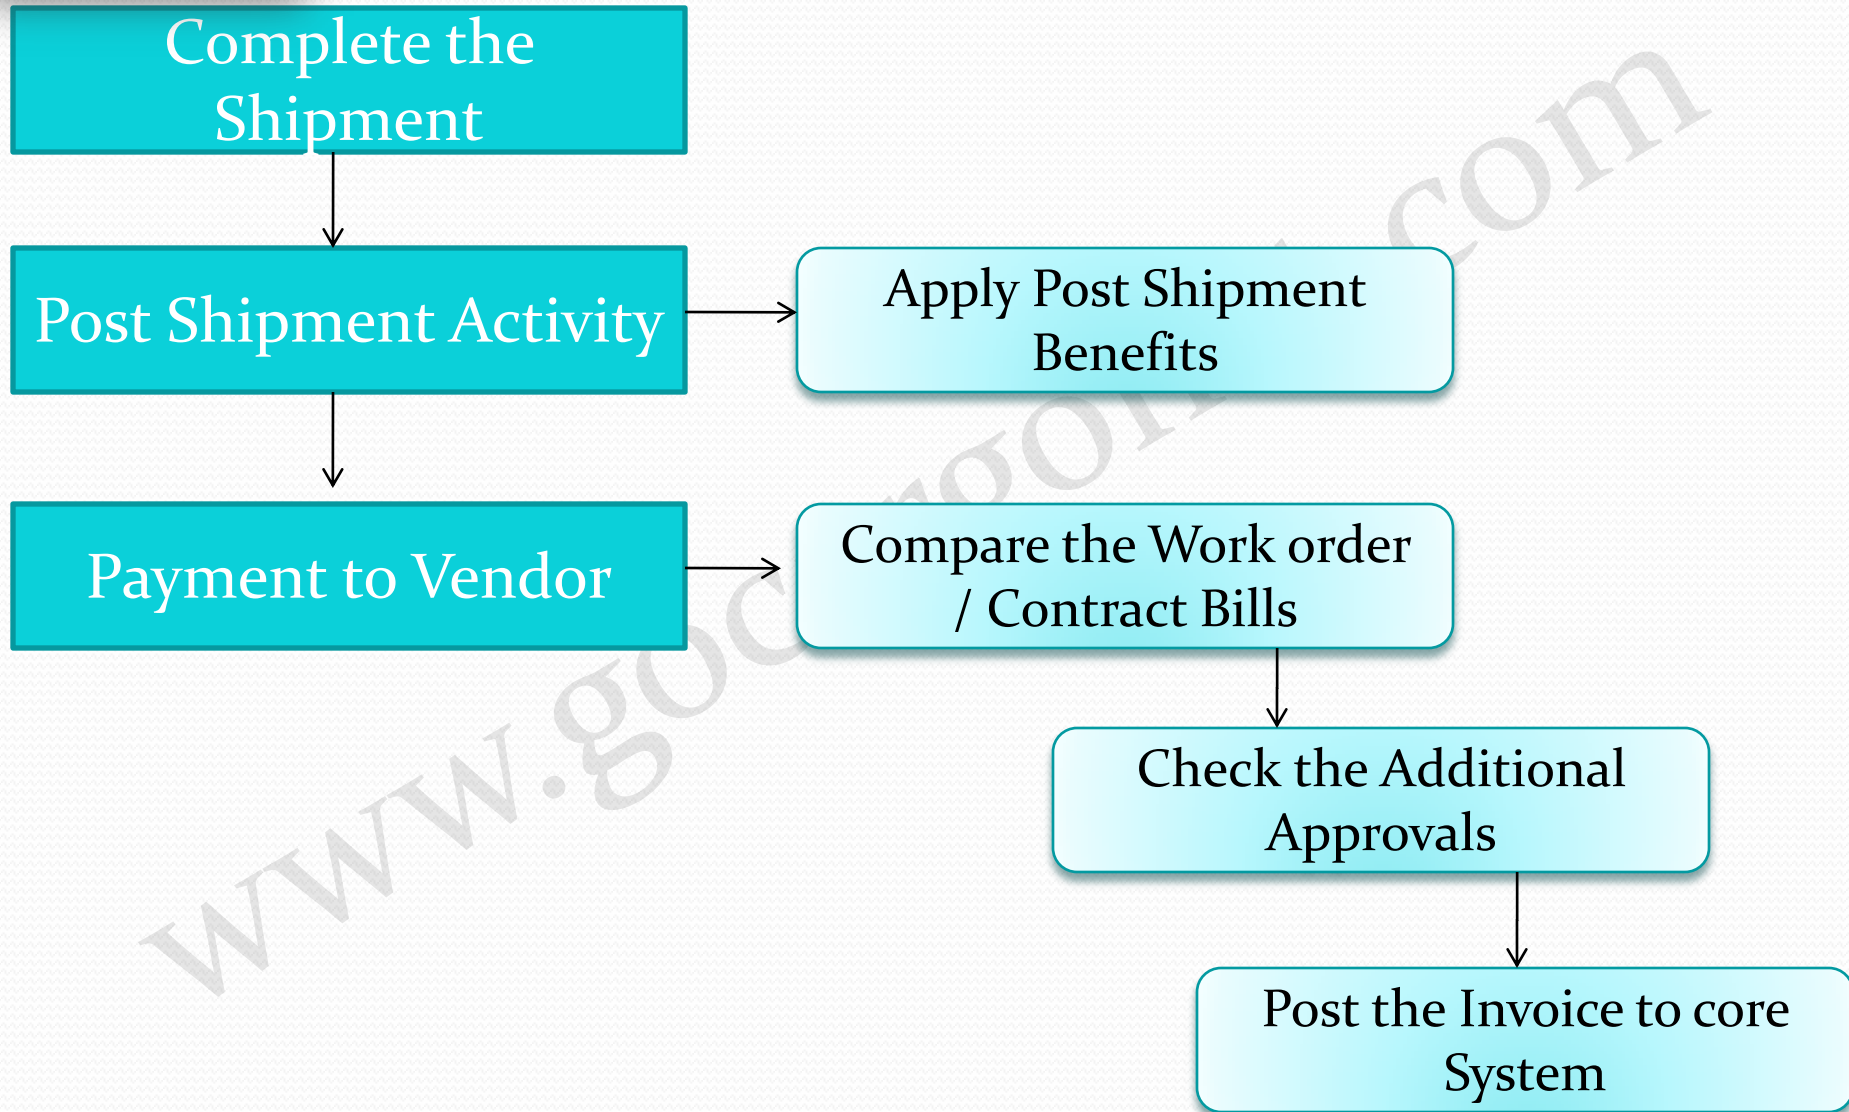 Complete the
Shipment
Post Shipment Activity
Apply Post Shipment
Benefits
Payment to Vendor
Compare the Work order
/ Contract Bills
Check the Additional
Approvals
Post the Invoice to core
System